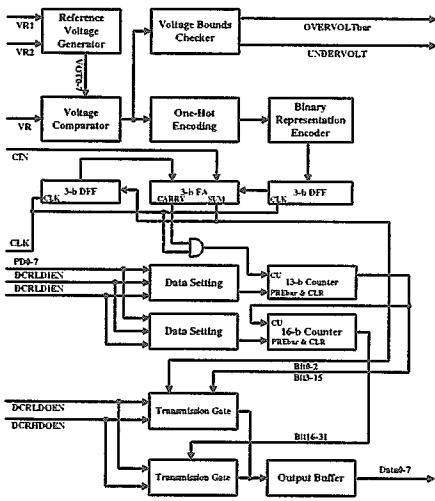 VR1
VR2
Reference
Voltage
Generator
Voltage Bounds
Checker
OVERVOLTbar
UNDERVOLT
VOT0-7
VR
Voltage
Comparator
One-Hot
Encoding
Binary
Representation
Encoder
CIN
3-b DFF
CLK
3-b FA
CARRY SUM
3-b DFF
CLK
CLK
PD0-7
DCRLDIEN
DCRLDIEN
Data Setting
CU
13-b Counter
PREbar & CLR
Data Setting
CU
16-b Counter
PREbar & CLR
Bit0-2
Bit3-15
DCRLDOEN
DCRHDOEN
Transmission Gate
Bit16-31
Transmission Gate
Output Buffer
Data0-7